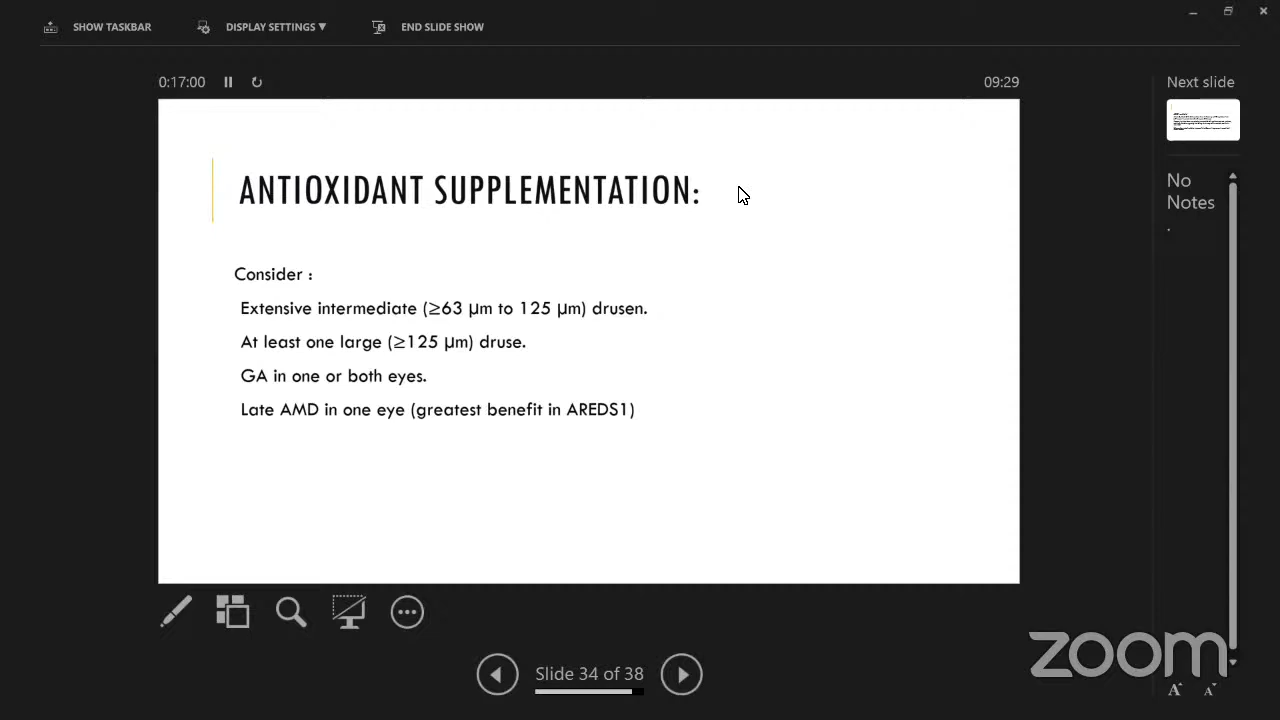 SHOW TASKBAR
DISPLAY SETTINGS ▼
END SLIDE SHOW
0:17:00
09:29
Next slide
ANTIOXIDANT SUPPLEMENTATION:
Consider :
Extensive intermediate (≥63 µm to 125 µm) drusen.
At least one large (≥125 µm) druse.
GA in one or both eyes.
Late AMD in one eye (greatest benefit in AREDS1)
No
Notes
.
Slide 34 of 38
zoom
A A